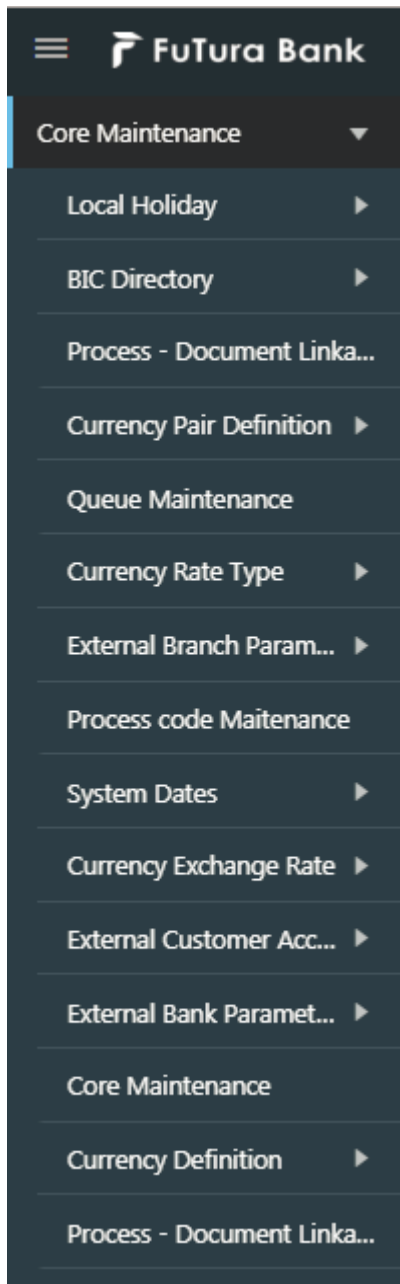 FuTura Bank
Core Maintenance
Local Holiday
BIC Directory
Process - Document Linka...
Currency Pair Definition
Queue Maintenance
Currency Rate Type
External Branch Param...
Process code Maitenance
System Dates
Currency Exchange Rate
External Customer Acc...
External Bank Paramet...
Core Maintenance
Currency Definition
Process - Document Linka...